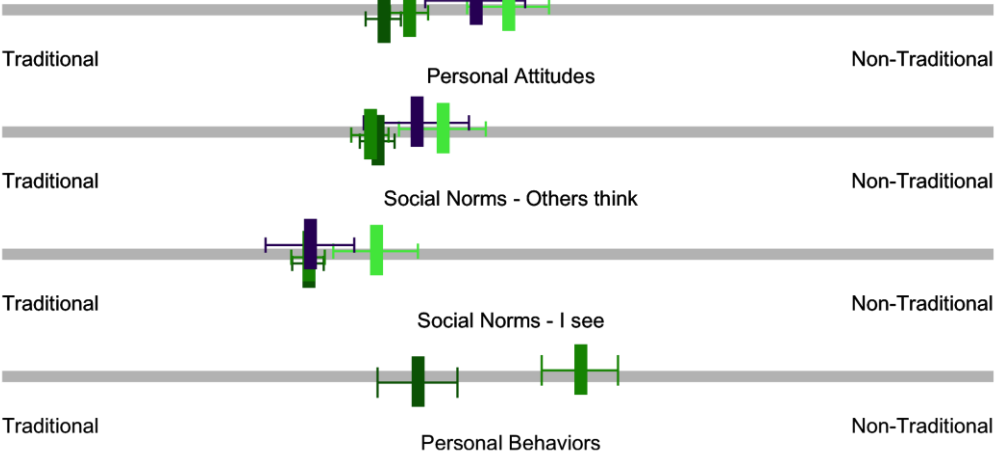 Traditional
Non-Traditional
Personal Attitudes
Traditional
Non-Traditional
Social Norms - Others think
Traditional
Non-Traditional
Social Norms - I see
Traditional
Non-Traditional
Personal Behaviors